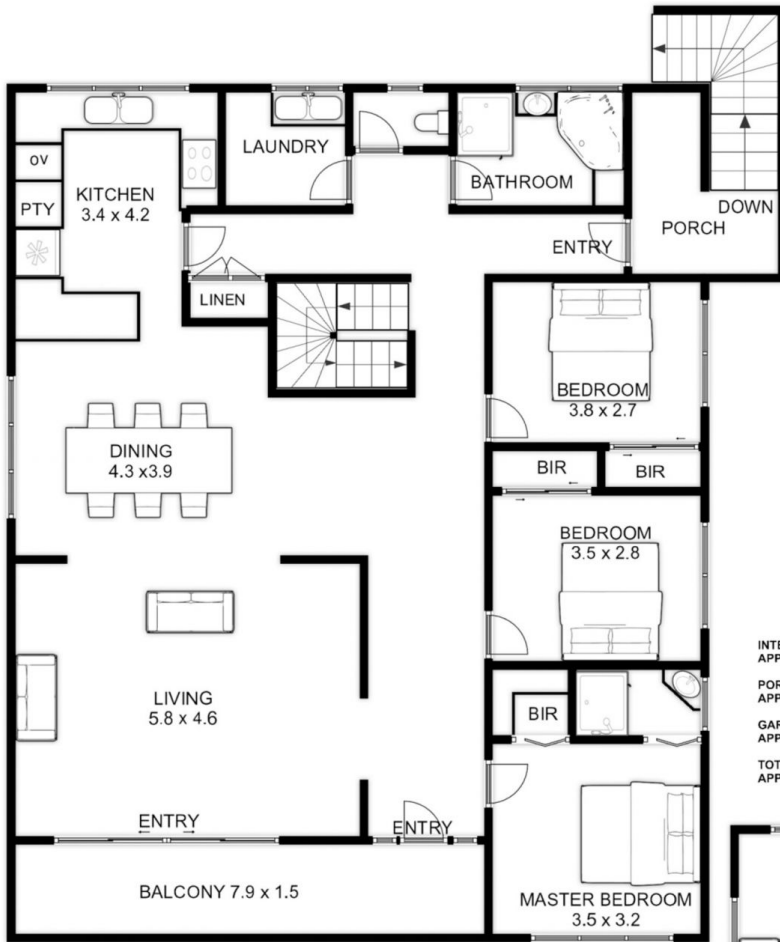 LAUNDRY
OV
KITCHEN
3.4 x 4.2
PTY
BATHROOM
DOWN
PORCH
ENTRY
LINEN
BEDROOM
3.8 x 2.7
DINING
4.3 x3.9
BIR
BIR
BEDROOM
3.5 x 2.8
LIVING
5.8 x 4.6
BIR
ENTRY
ENTRY
BALCONY 7.9 x 1.5
MASTER BEDROOM
3.5 x 3.2